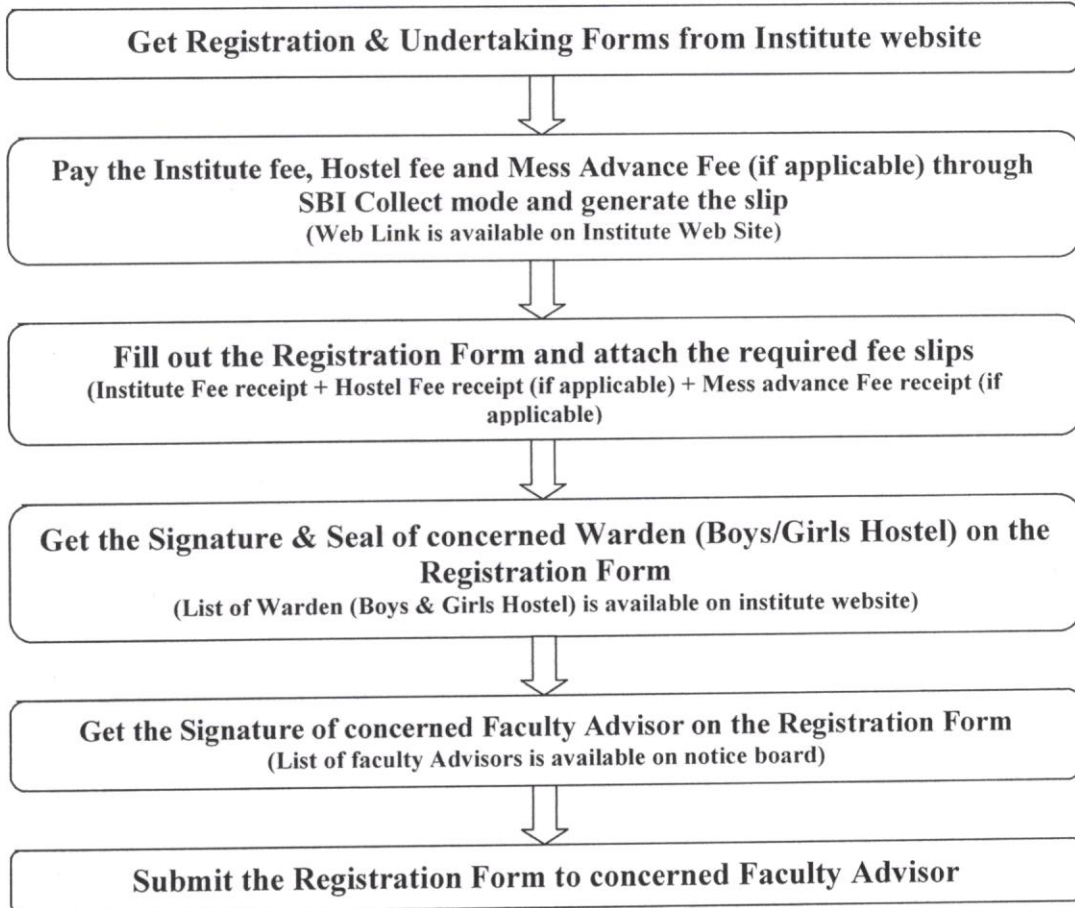 Get Registration & Undertaking Forms from Institute website
Pay the Institute fee, Hostel fee and Mess Advance Fee (if applicable) through
SBI Collect mode and generate the slip
(Web Link is available on Institute Web Site)
Fill out the Registration Form and attach the required fee slips
(Institute Fee receipt + Hostel Fee receipt (if applicable) + Mess advance Fee receipt (if
applicable)
Get the Signature & Seal of concerned Warden (Boys/Girls Hostel) on the
Registration Form
(List of Warden (Boys & Girls Hostel) is available on institute website)
Get the Signature of concerned Faculty Advisor on the Registration Form
(List of faculty Advisors is available on notice board)
Submit the Registration Form to concerned Faculty Advisor